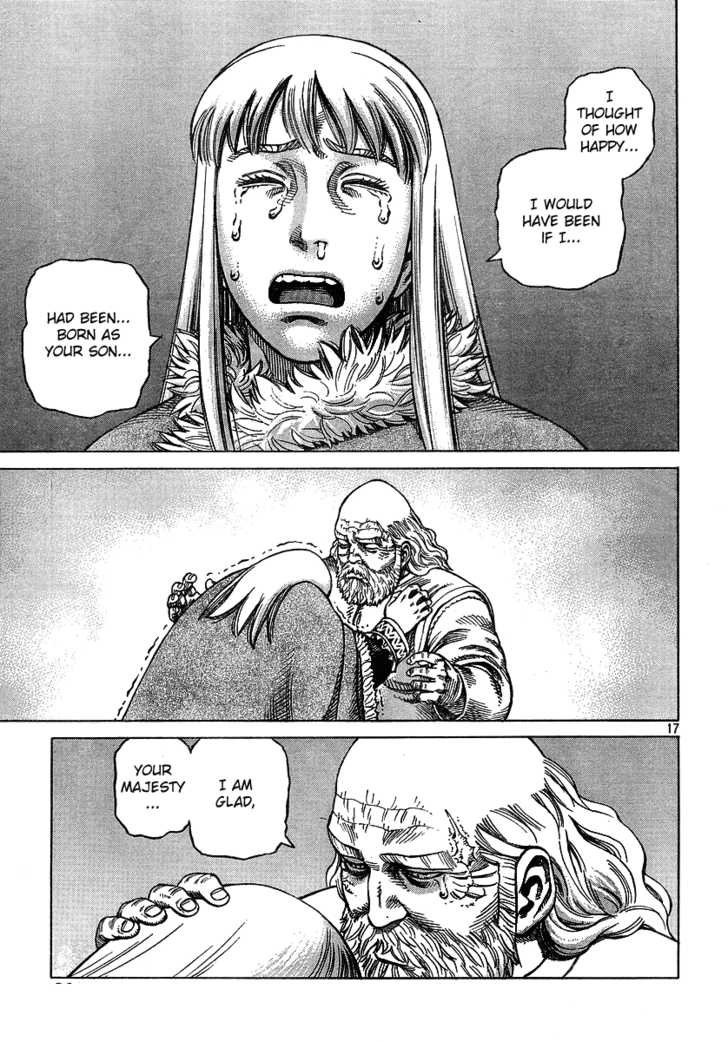 I
THOUGHT
OF HOW
HAPPY...
I WOULD
HAVE BEEN
IF I...
HAD BEEN...
BORN AS
YOUR SON...
17
I AM
GLAD,
YOUR
MAJESTY
...